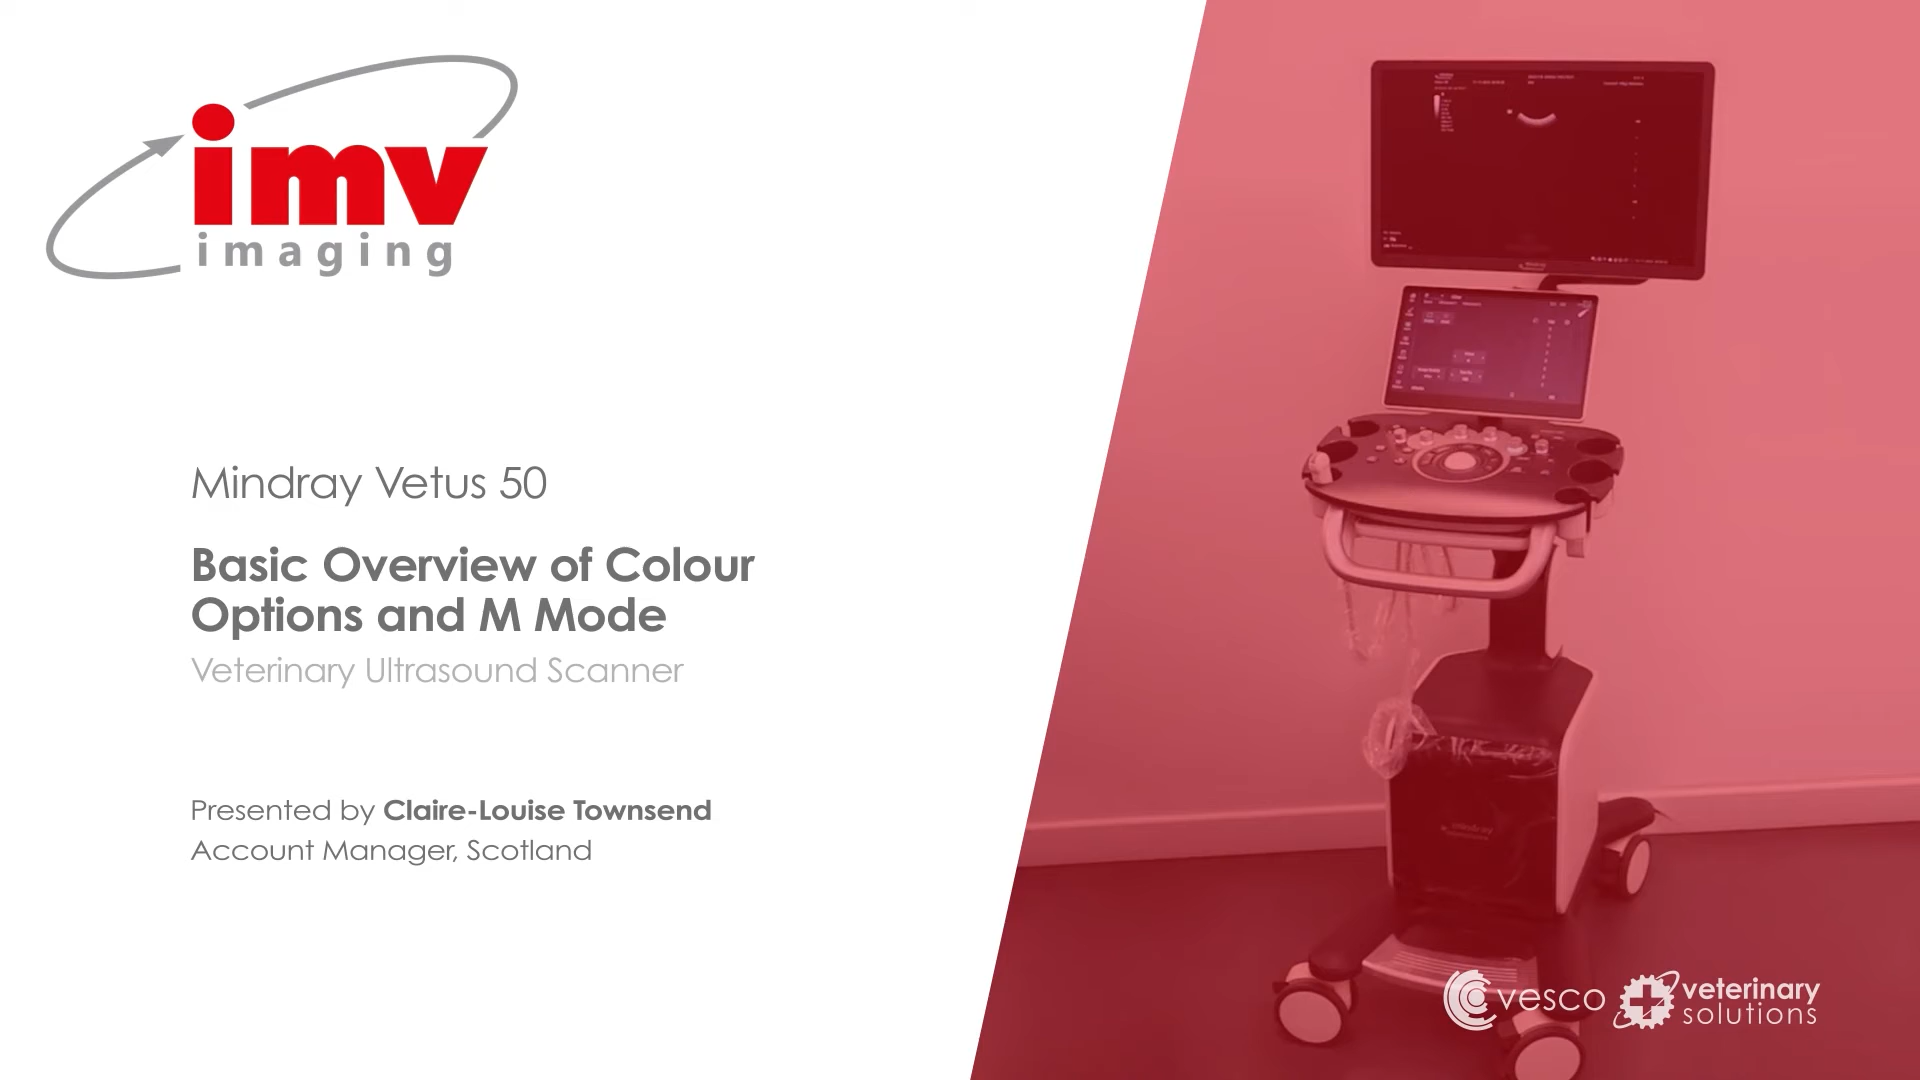 imv
imaging
Mindray Vetus 50
Basic Overview of Colour
Options and M Mode
Veterinary Ultrasound Scanner
Presented by Claire-Louise Townsend
Account Manager, Scotland
mindray
vesco
veterinary
solutions